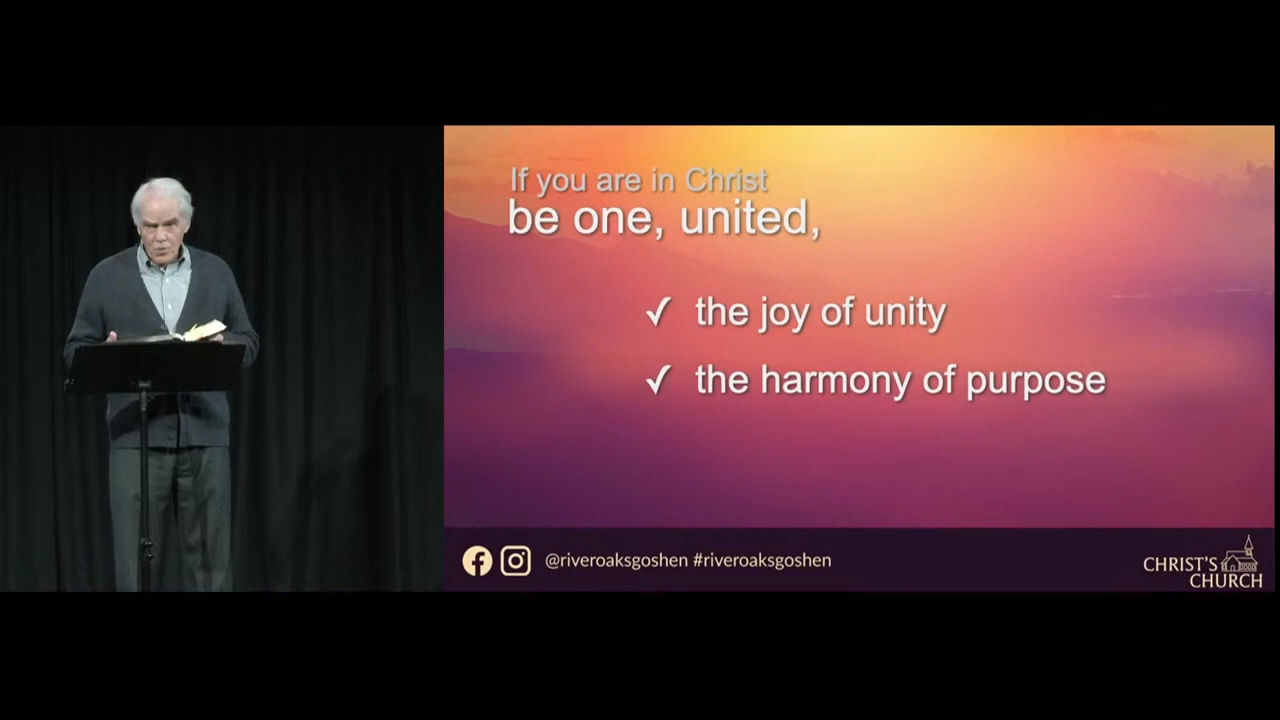 If you are in Christ
be one, united,
✓ the joy of unity
✓ the harmony of purpose
@riveroaksgoshen #riveroaksgoshen
CHRIST'S
CHURCH